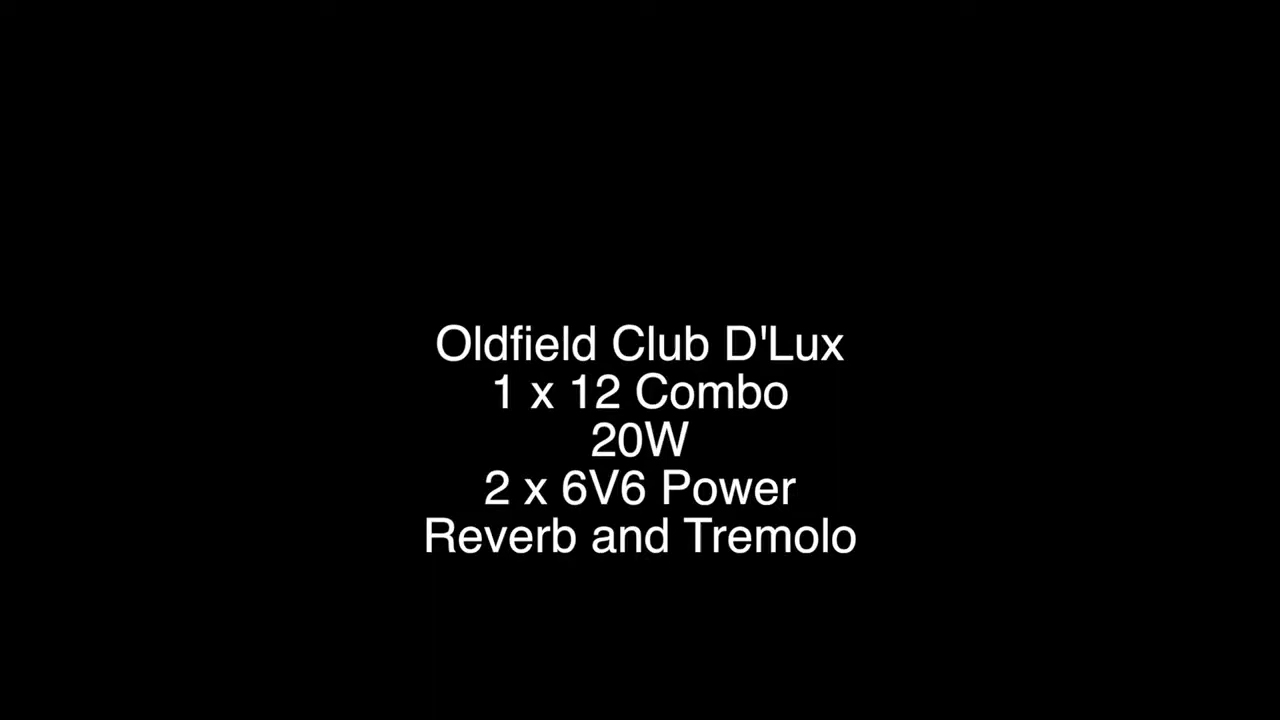 Oldfield Club D'Lux
1 x 12 Combo
20W
2 x 6V6 Power
Reverb and Tremolo